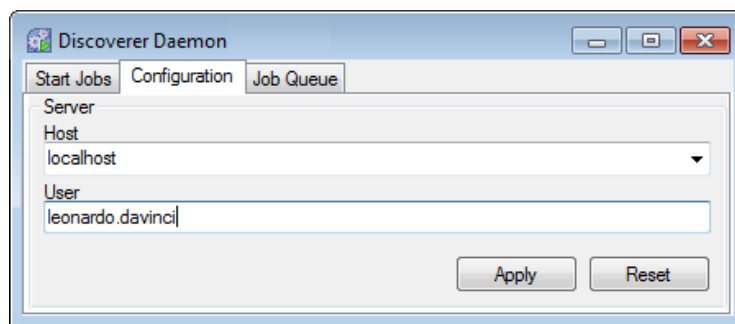 Discoverer Daemon
Start Jobs Configuration Job Queue
Server
Host
localhost
User
leonardo.davinci
Apply Reset